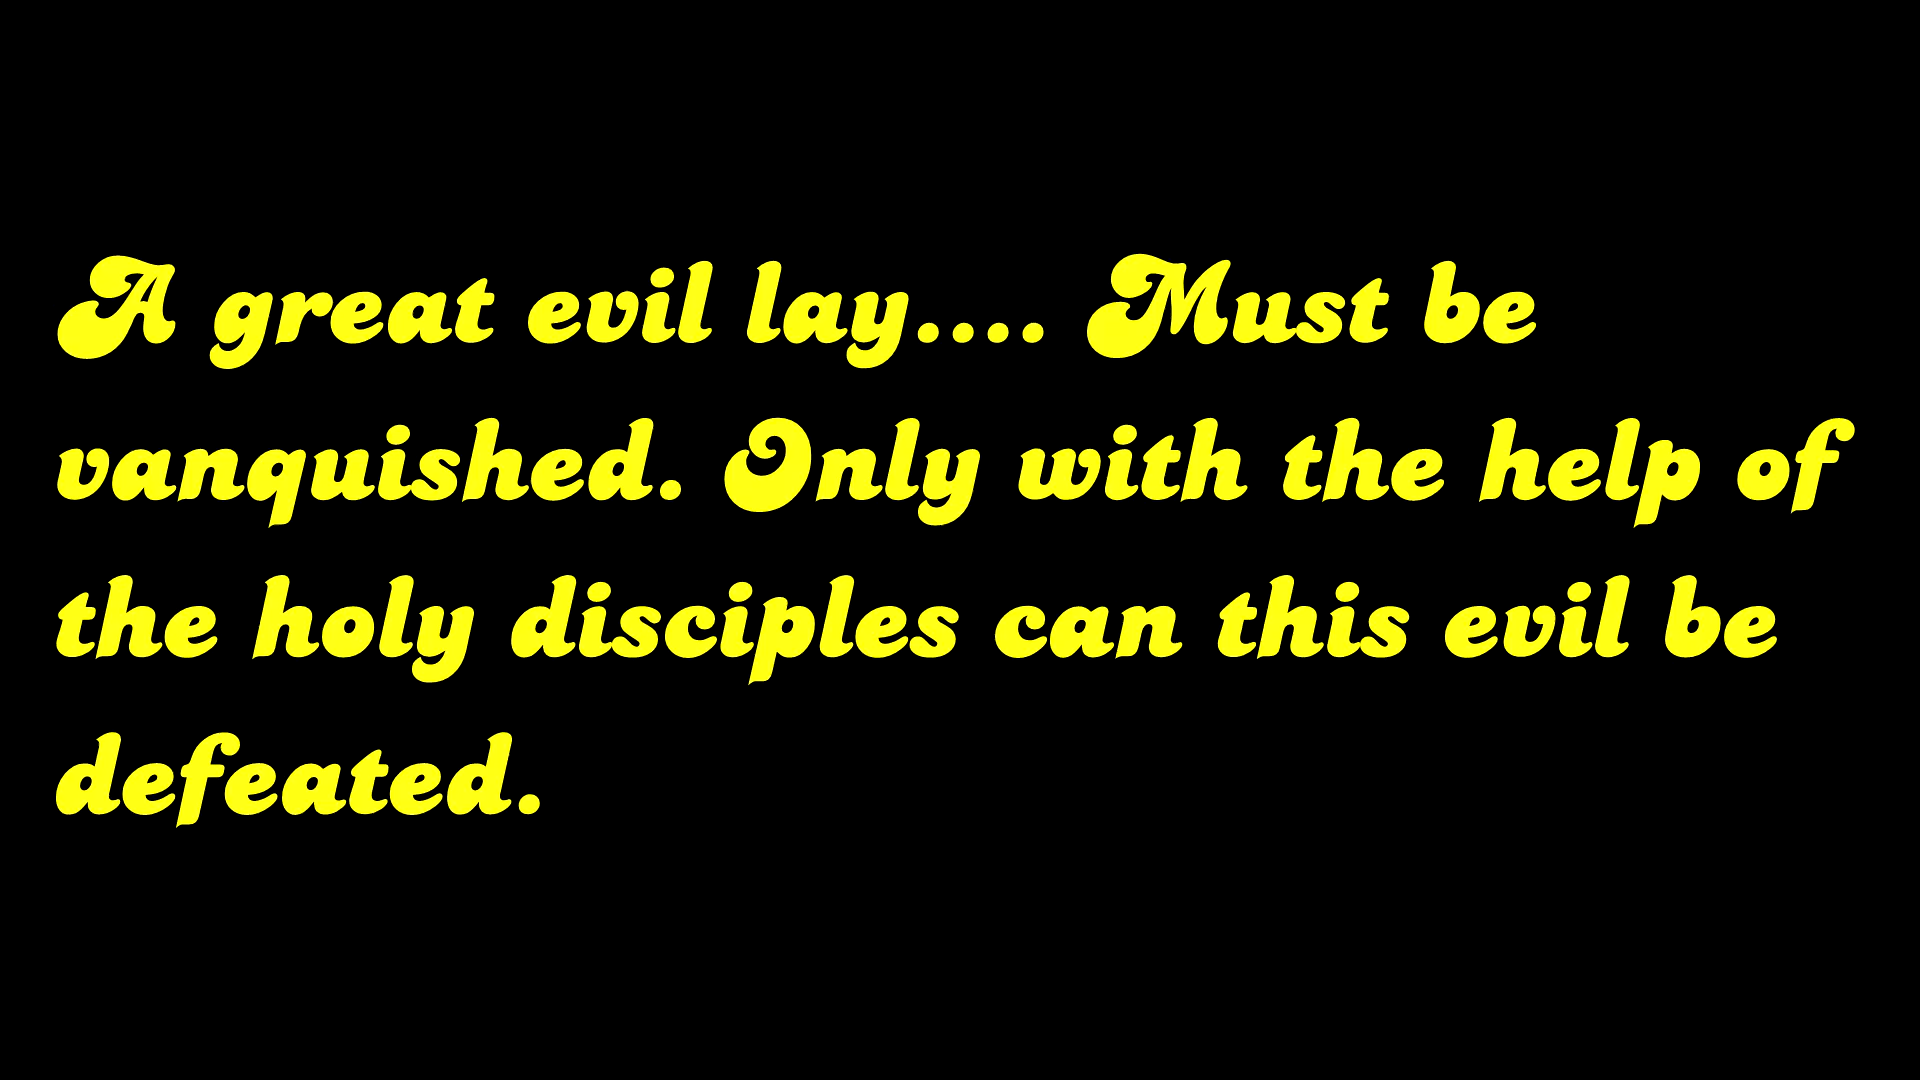 A great evil lay.... Must be
vanquished. Only with the help of
the holy disciples can this evil be
defeated.